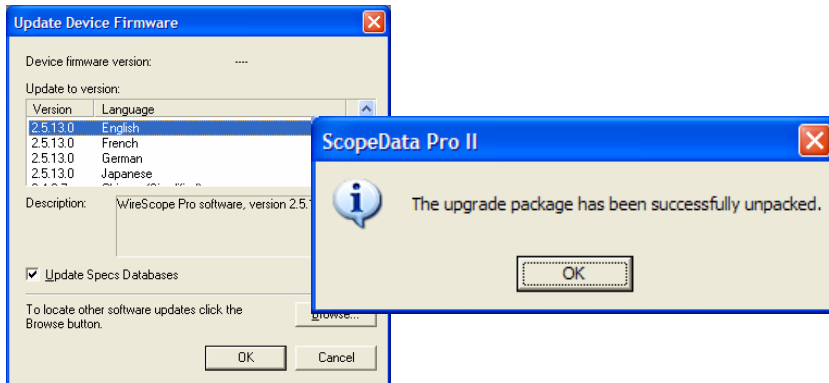 Update Device Firmware
Device firmware version: ----
Update to version:
Version Language
2.5.13.0 English
2.5.13.0 French
2.5.13.0 German
2.5.13.0 Japanese
Description: WireScope Pro software, version 2.5.
Update Specs Databases
To locate other software updates click the
Browse button.
Browse...
OK Cancel
ScopeData Pro II
The upgrade package has been successfully unpacked.
OK